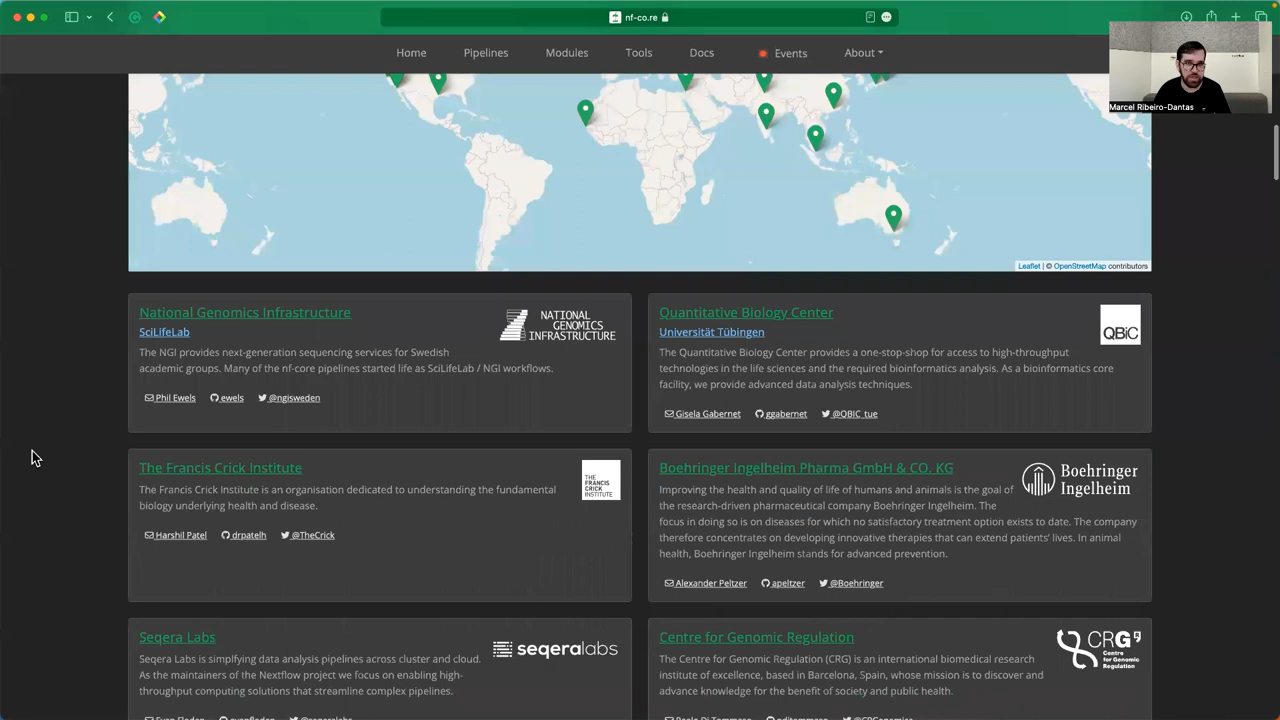 nf-co.re
Home Pipelines Modules Tools Docs Events About
Marcel Ribeiro-Dantas
Leaflet | © OpenStreetMap contributors
National Genomics Infrastructure
SciLifeLab
NATIONAL
GENOMICS
INFRASTRUCTURE
The NGI provides next-generation sequencing services for Swedish
academic groups. Many of the nf-core pipelines started life as SciLifeLab / NGI workflows.
Phil Ewels ewels @ngisweden
Quantitative Biology Center
Universität Tübingen
QBiC
The Quantitative Biology Center provides a one-stop-shop for access to high-throughput
technologies in the life sciences and the required bioinformatics analysis. As a bioinformatics core
facility, we provide advanced data analysis techniques.
Gisela Gabernet ggabernet @QBIC_tue
The Francis Crick Institute
THE
FRANCIS
CRICK
INSTITUTE
The Francis Crick Institute is an organisation dedicated to understanding the fundamental
biology underlying health and disease.
Harshil Patel drpatelh @TheCrick
Boehringer Ingelheim Pharma GmbH & CO. KG
Boehringer
Ingelheim
Improving the health and quality of life of humans and animals is the goal of
the research-driven pharmaceutical company Boehringer Ingelheim. The
focus in doing so is on diseases for which no satisfactory treatment option exists to date. The company
therefore concentrates on developing innovative therapies that can extend patients' lives. In animal
health, Boehringer Ingelheim stands for advanced prevention.
Alexander Peltzer apeltzer @Boehringer
Seqera Labs
seqeralabs
Seqera Labs is simplfying data analysis pipelines across cluster and cloud.
As the maintainers of the Nextflow project we focus on enabling high-
throughput computing solutions that streamline complex pipelines.
Centre for Genomic Regulation
CRG
Centre
for Genomic
Regulation
The Centre for Genomic Regulation (CRG) is an international biomedical research
institute of excellence, based in Barcelona, Spain, whose mission is to discover and
advance knowledge for the benefit of society and public health.